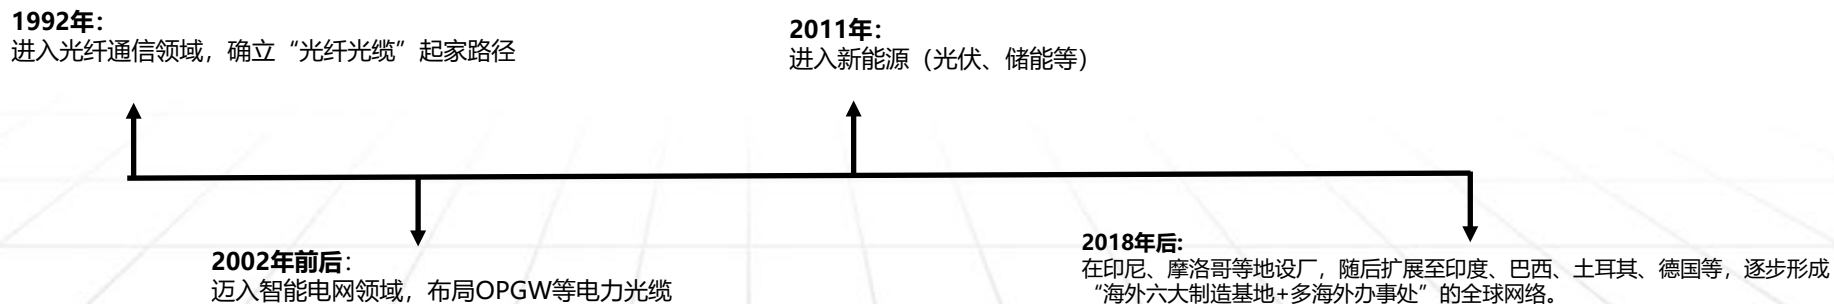 1992年：
进入光纤通信领域，确立“光纤光缆”起家路径
2011年：
进入新能源（光伏、储能等）
2002年前后：
迈入智能电网领域，布局OPGW等电力光缆
2018年后:
在印尼、摩洛哥等地设厂，随后扩展至印度、巴西、土耳其、德国等，逐步形成
“海外六大制造基地+多海外办事处”的全球网络。